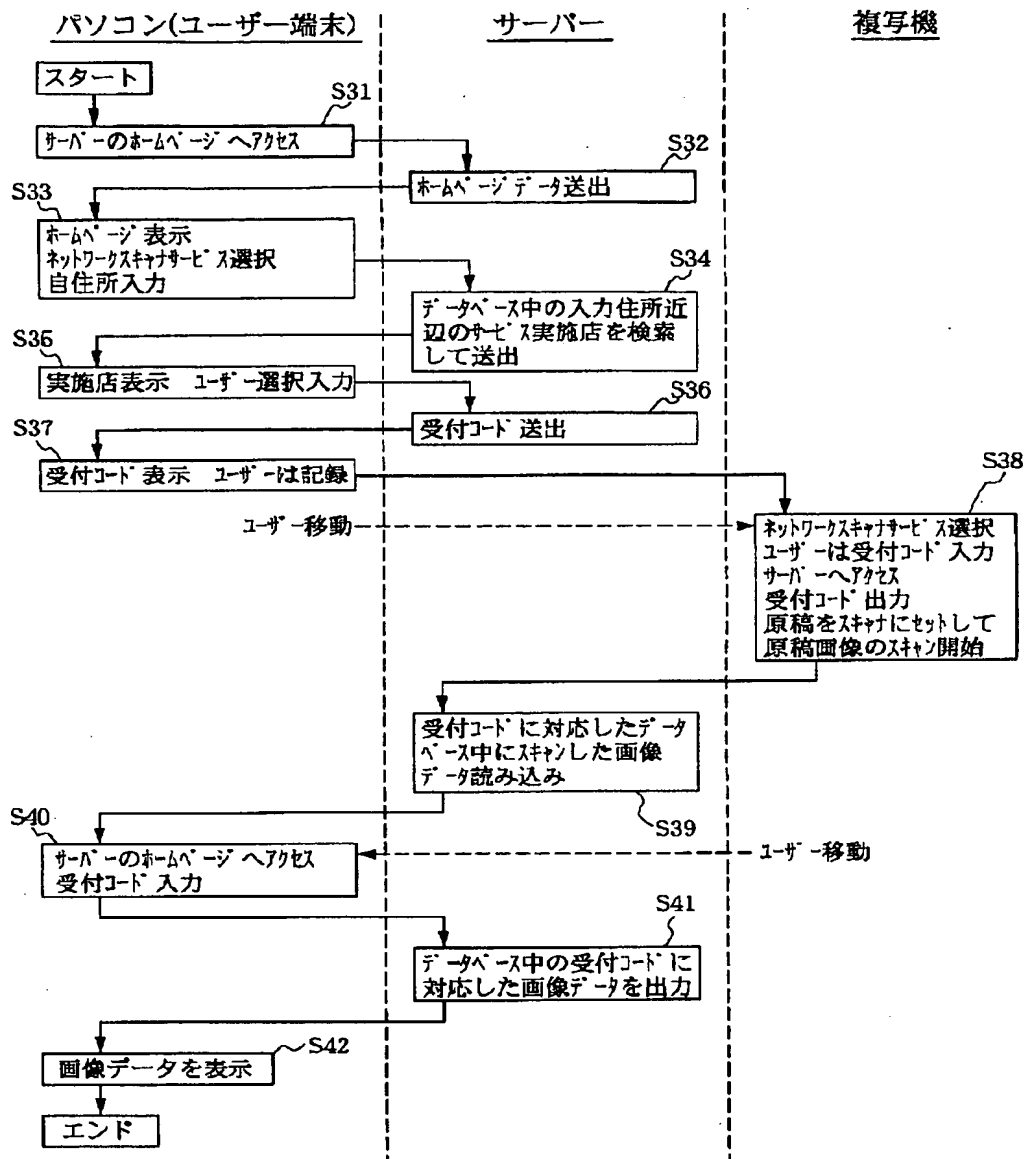 パソコン(ユーザー端末)
サーバー
複写機
スタート
S31
サーバーのホームページへアクセス
S32
ホームページデータ送出
S33
ホームページ表示
ネットワークスキャナサービス選択
自住所入力
S34
データベース中の入力住所近
辺のサービス実施店を検索
して送出
S35
実施店表示 ユーザー選択入力
S36
受付コード送出
S37
受付コード表示 ユーザーは記録
S38
ユーザー移動
ネットワークスキャナサービス選択
ユーザーは受付コード入力
サーバーへアクセス
受付コード出力
原稿をスキャナにセットして
原稿画像のスキャン開始
受付コードに対応したデータ
ベース中にスキャンした画像
データ読み込み
S39
S40
サーバーのホームページへアクセス
受付コード入力
ユーザー移動
S41
データベース中の受付コードに
対応した画像データを出力
S42
画像データを表示
エンド